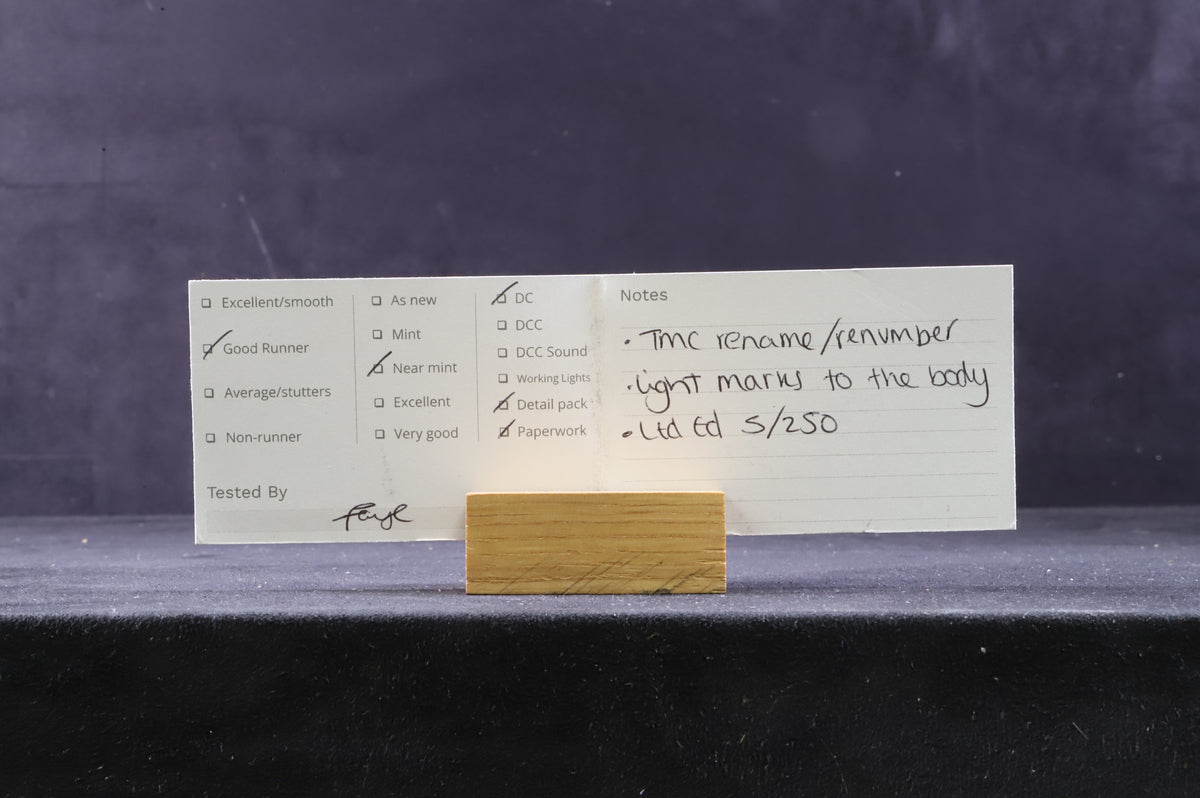 Excellent/smooth
Good Runner
Average/stutters
Non-runner
As new
Mint
Near mint
Excellent
Very good
DC
DCC
DCC Sound
Working Lights
Detail pack
Paperwork
Tested By
Faye
Notes
• TMC rename/renumber
• Light marks to the body
• Ltd Ed 5/250